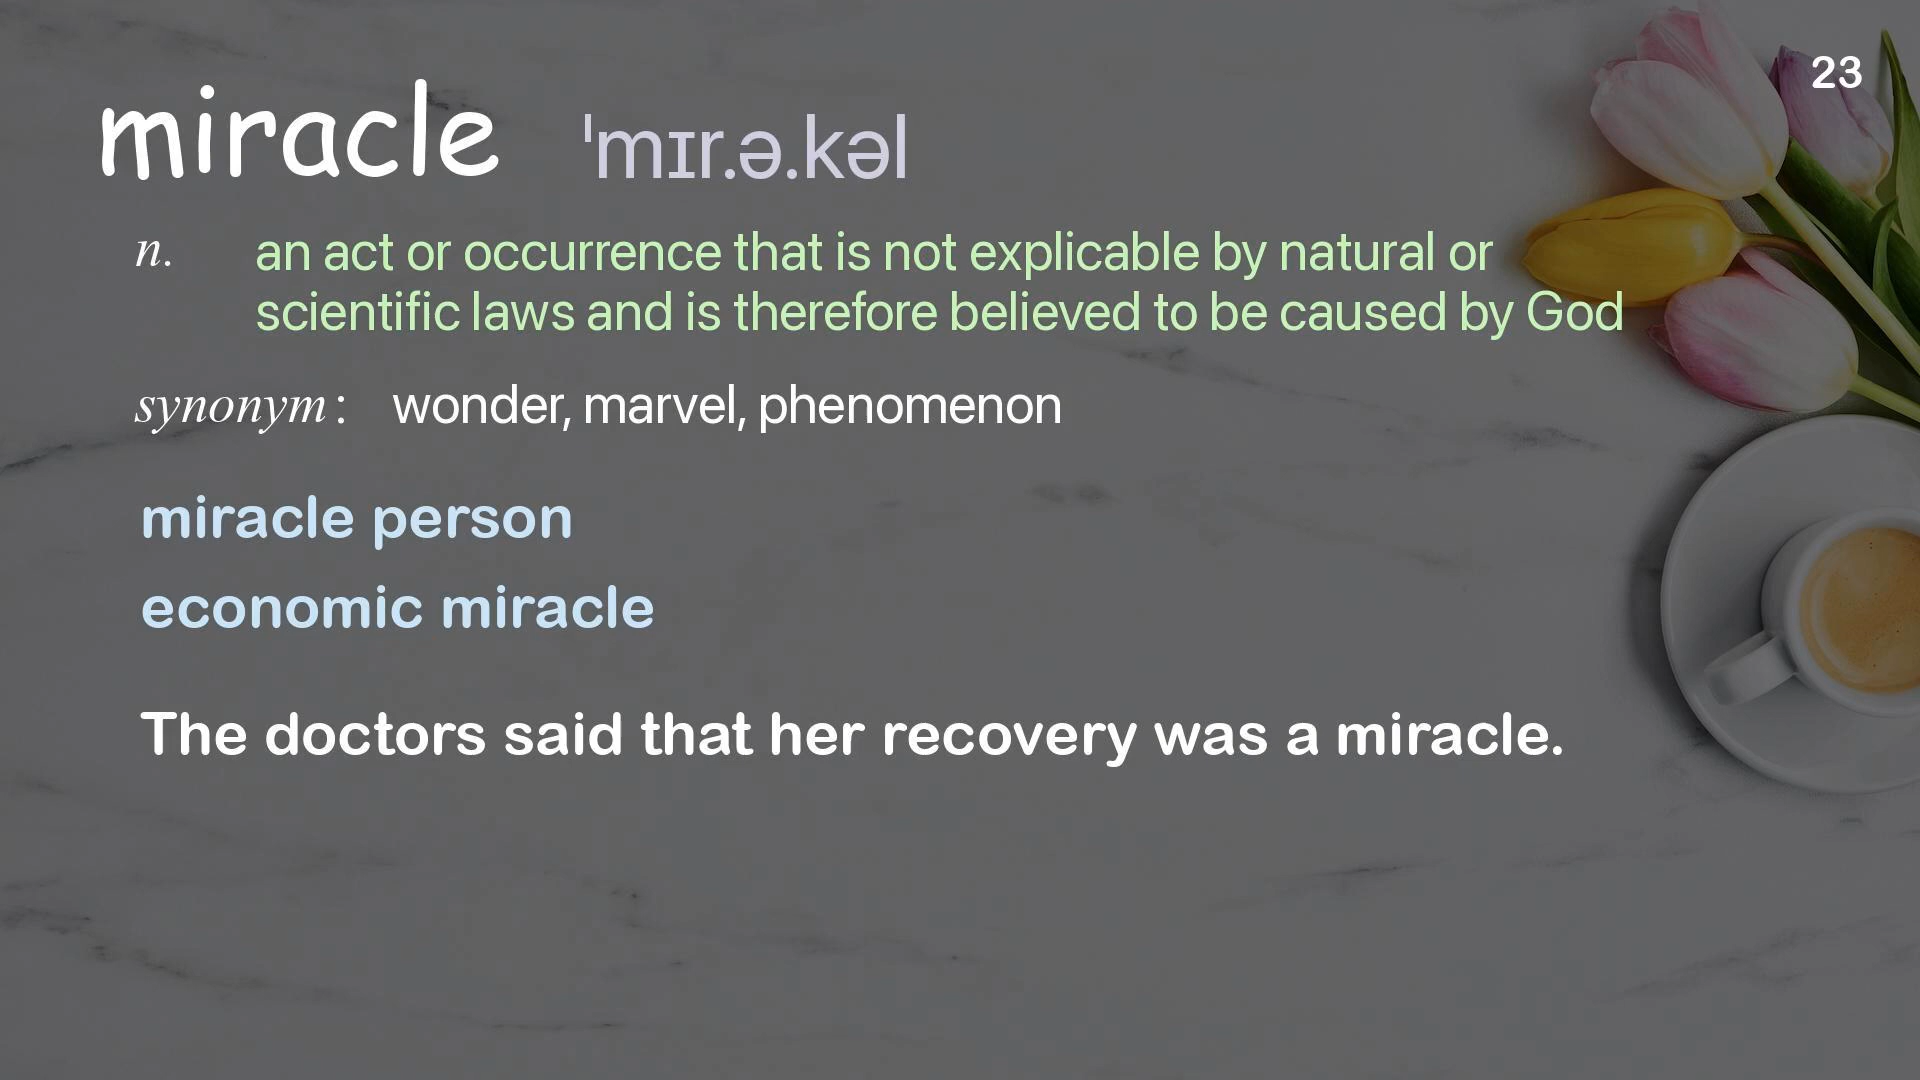 23
miracle ˈmɪr.ə.kəl
n. an act or occurrence that is not explicable by natural or
scientific laws and is therefore believed to be caused by God
synonym: wonder, marvel, phenomenon
miracle person
economic miracle
The doctors said that her recovery was a miracle.